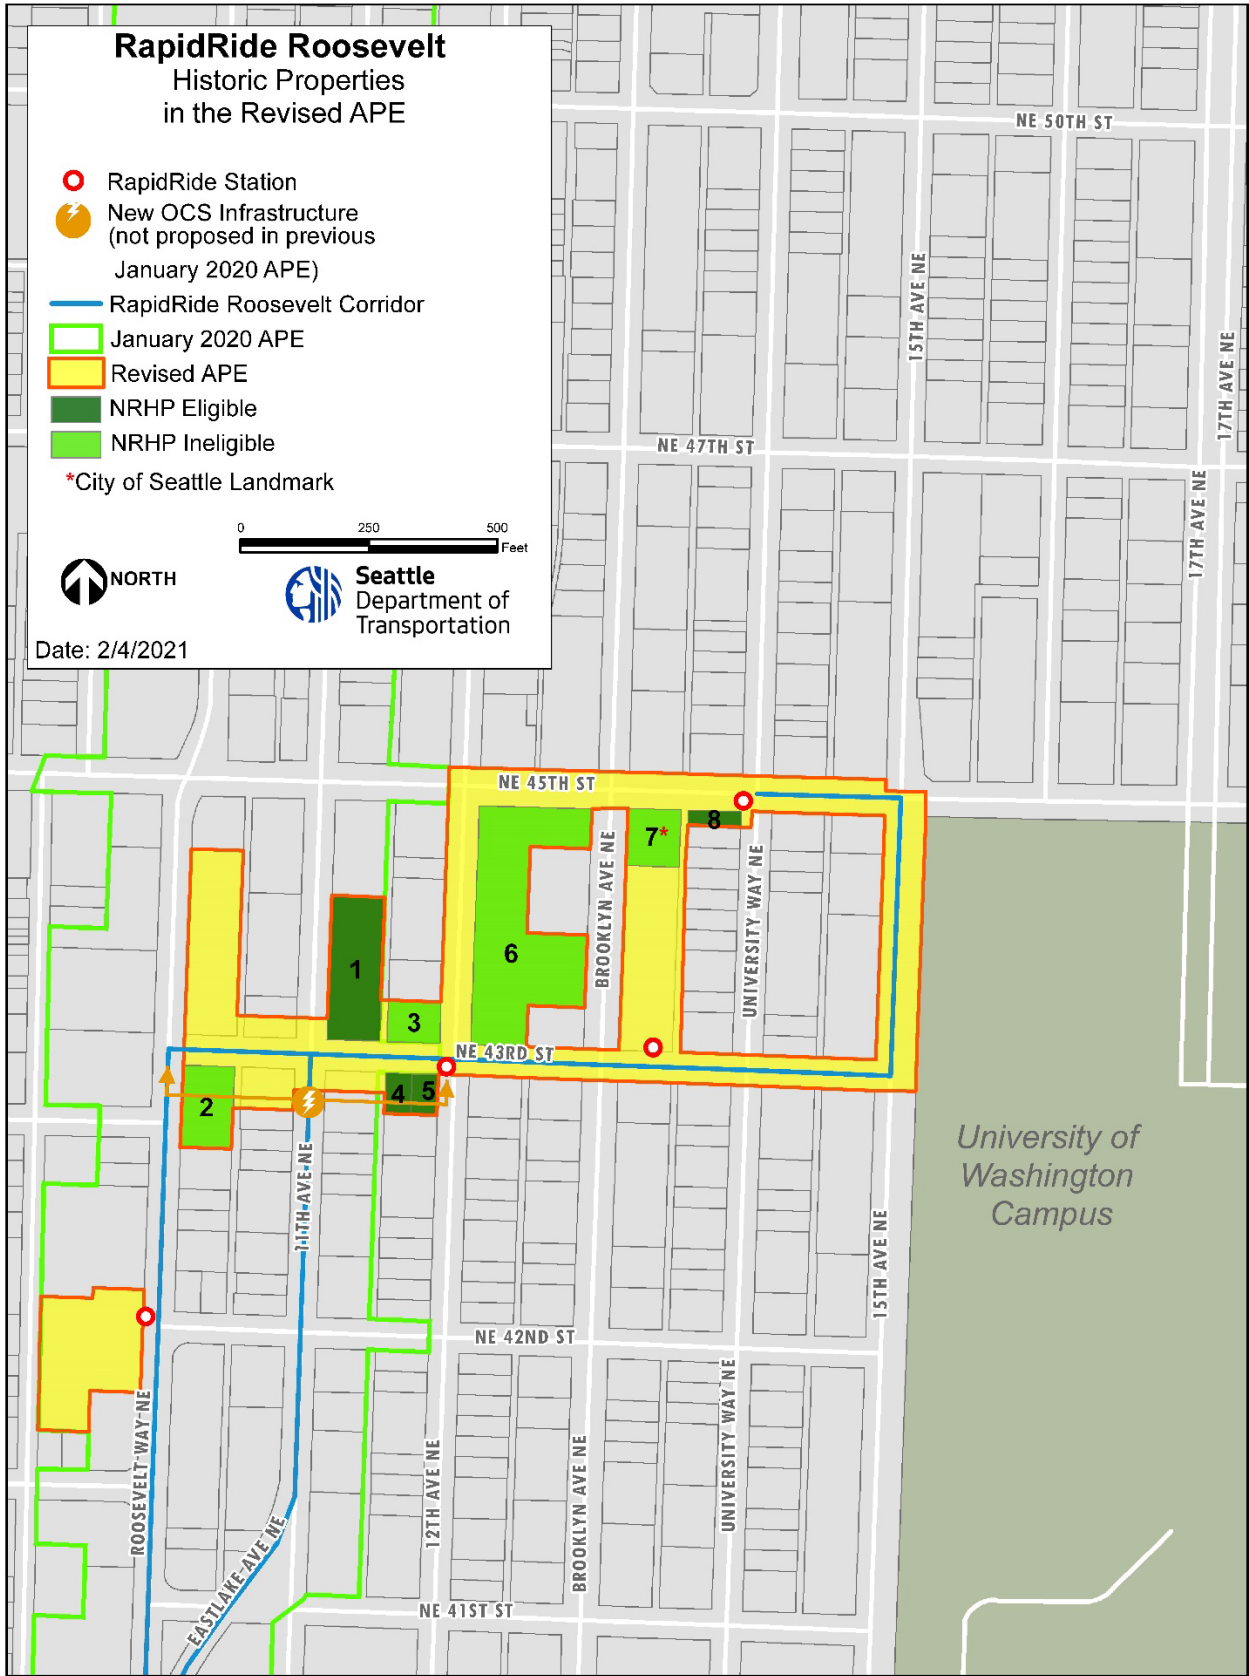 RapidRide Roosevelt
Historic Properties
in the Revised APE
RapidRide Station
New OCS Infrastructure
(not proposed in previous
January 2020 APE)
RapidRide Roosevelt Corridor
January 2020 APE
Revised APE
NRHP Eligible
NRHP Ineligible
*City of Seattle Landmark
0 250 500
Feet
NORTH
Seattle
Department of
Transportation
Date: 2/4/2021
NE 50TH ST
15TH AVE NE
17TH AVE NE
NE 47TH ST
17TH AVE NE
NE 45TH ST
8
7*
BROOKLYN AVE NE
UNIVERSITY WAY NE
6
1
3
NE 43RD ST
4 5
2
11TH AVE NE
University of
Washington
Campus
15TH AVE NE
NE 42ND ST
ROOSEVELT WAY NE
12TH AVE NE
BROOKLYN AVE NE
UNIVERSITY WAY NE
EASTLAKE AVE NE
NE 41ST ST